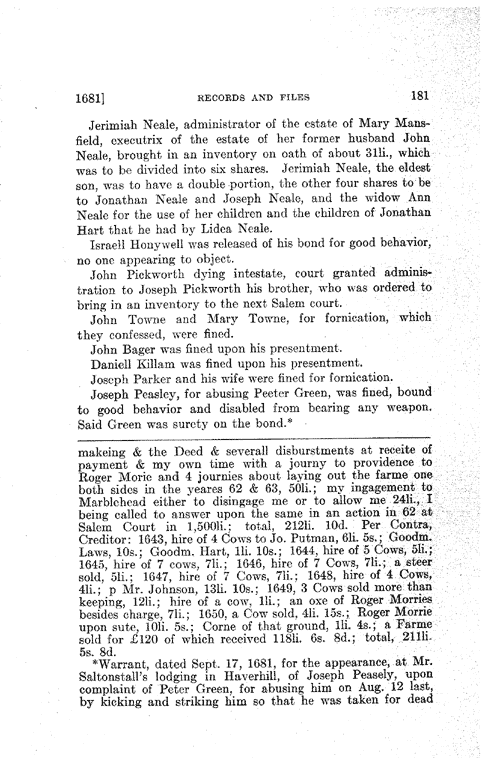 1681] RECORDS AND FILES 181
Jerimiah Neale, administrator of the estate of Mary Mans-
field, executrix of the estate of her former husband John
Neale, brought in an inventory on oath of about 31li., which
was to be divided into six shares. Jerimiah Neale, the eldest
son, was to have a double portion, the other four shares to be
to Jonathan Neale and Joseph Neale, and the widow Ann
Neale for the use of her children and the children of Jonathan
Hart that he had by Lidea Neale.
Israell Honywell was released of his bond for good behavior,
no one appearing to object.
John Pickworth dying intestate, court granted adminis-
tration to Joseph Pickworth his brother, who was ordered to
bring in an inventory to the next Salem court.
John Towne and Mary Towne, for fornication, which
they confessed, were fined.
John Bager was fined upon his presentment.
Daniell Killam was fined upon his presentment.
Joseph Parker and his wife were fined for fornication.
Joseph Peasley, for abusing Peeter Green, was fined, bound
to good behavior and disabled from bearing any weapon.
Said Green was surety on the bond.*
makeing & the Deed & severall disburstments at receite of
payment & my own time with a journy to providence to
Roger Moric and 4 journies about laying out the farme one
both sides in the yeares 62 & 63, 50li.; my ingagement to
Marblehead either to disingage me or to allow me 24li., I
being called to answer upon the same in an action in 62 at
Salem Court in 1,500li.; total, 212li. 10d. Per Contra,
Creditor: 1643, hire of 4 Cows to Jo. Putman, 6li. 5s.; Goodm.
Laws, 10s.; Goodm. Hart, 1li. 10s.; 1644, hire of 5 Cows, 5li.;
1645, hire of 7 cows, 7li.; 1646, hire of 7 Cows, 7li.; a steer
sold, 5li.; 1647, hire of 7 Cows, 7li.; 1648, hire of 4 Cows,
4li.; p Mr. Johnson, 13li. 10s.; 1649, 3 Cows sold more than
keeping, 12li.; hire of a cow, 1li.; an oxe of Roger Morries
besides charge, 7li.; 1650, a Cow sold, 4li. 15s.; Roger Morrie
upon sute, 10li. 5s.; Corne of that ground, 1li. 4s.; a Farme
sold for £120 of which received 118li. 6s. 8d.; total, 211li.
5s. 8d.
*Warrant, dated Sept. 17, 1681, for the appearance, at Mr.
Saltonstall's lodging in Haverhill, of Joseph Peasely, upon
complaint of Peter Green, for abusing him on Aug. 12 last,
by kicking and striking him so that he was taken for dead